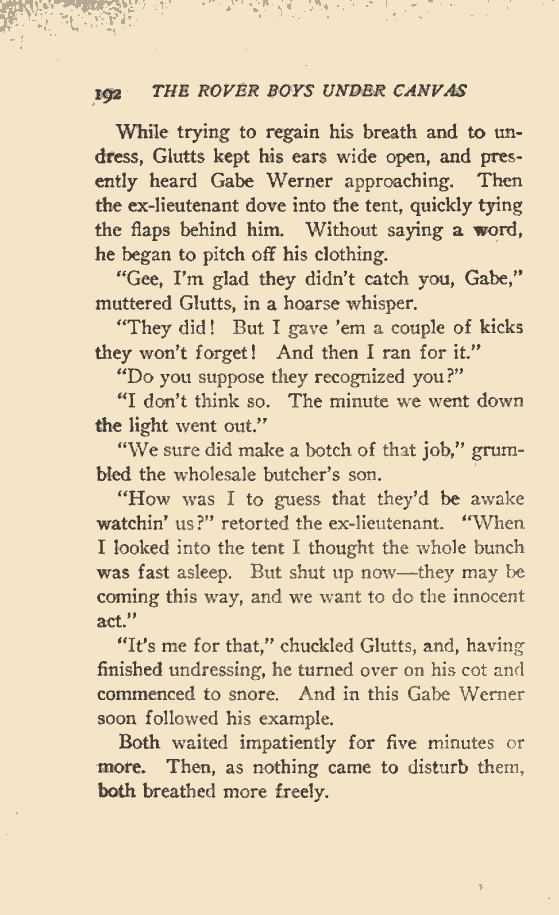 192 THE ROVER BOYS UNDER CANVAS
While trying to regain his breath and to un-
dress, Glutts kept his ears wide open, and pres-
ently heard Gabe Werner approaching. Then
the ex-lieutenant dove into the tent, quickly tying
the flaps behind him. Without saying a word,
he began to pitch off his clothing.
"Gee, I'm glad they didn't catch you, Gabe,"
muttered Glutts, in a hoarse whisper.
"They did! But I gave 'em a couple of kicks
they won't forget! And then I ran for it."
"Do you suppose they recognized you?"
"I don't think so. The minute we went down
the light went out."
"We sure did make a botch of that job," grum-
bled the wholesale butcher's son.
"How was I to guess that they'd be awake
watchin' us?" retorted the ex-lieutenant. "When
I looked into the tent I thought the whole bunch
was fast asleep. But shut up now—they may be
coming this way, and we want to do the innocent
act."
"It's me for that," chuckled Glutts, and, having
finished undressing, he turned over on his cot and
commenced to snore. And in this Gabe Werner
soon followed his example.
Both waited impatiently for five minutes or
more. Then, as nothing came to disturb them,
both breathed more freely.